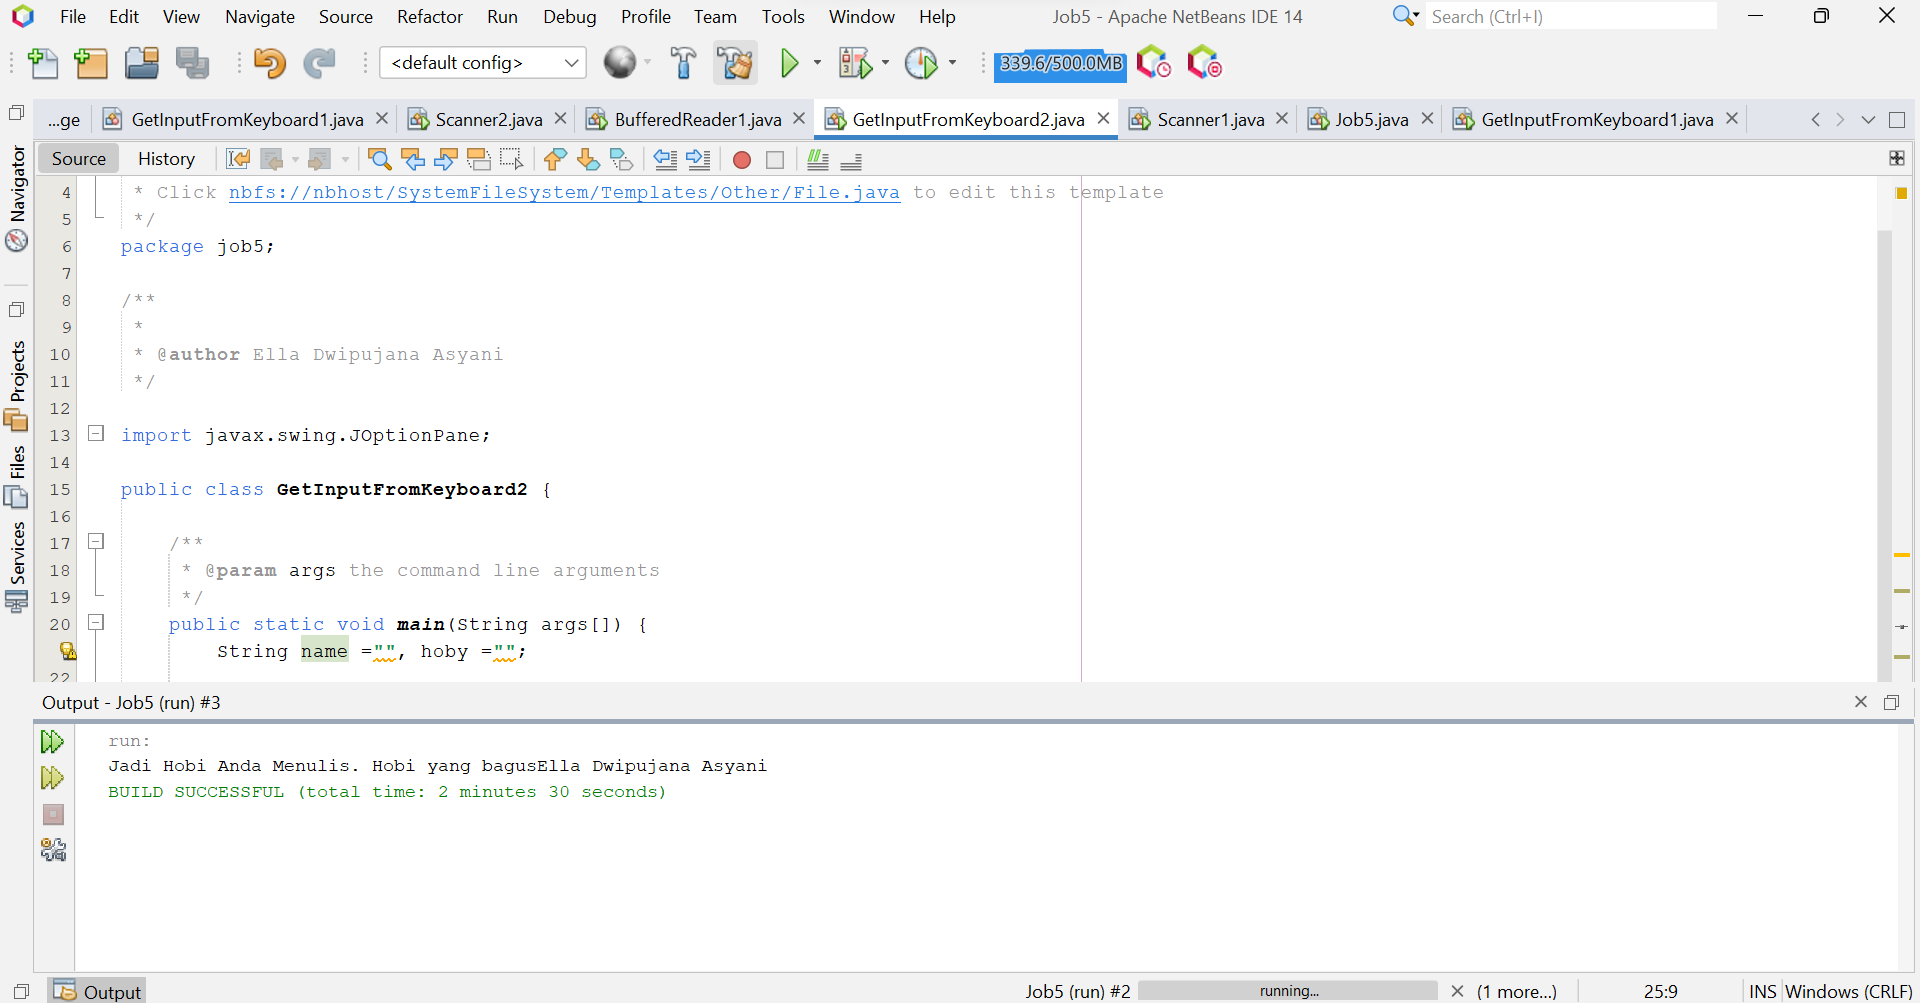 File Edit View Navigate Source Refactor Run Debug Profile Team Tools Window Help Job5 - Apache NetBeans IDE 14 Search (Ctrl+I)
<default config> 339.6/500.0MB
...ge GetInputFromKeyboard1.java Scanner2.java BufferedReader1.java GetInputFromKeyboard2.java Scanner1.java Job5.java GetInputFromKeyboard1.java
Source History
Navigator
Projects
Files
Services
4 * Click nbfs://nbhost/SystemFileSystem/Templates/Other/File.java to edit this template
5 */
6 package job5;
7
8 /**
9 *
10 * @author Ella Dwipujana Asyani
11 */
12
13 import javax.swing.JOptionPane;
14
15 public class GetInputFromKeyboard2 {
16
17 /**
18 * @param args the command line arguments
19 */
20 public static void main(String args[]) {
String name ="", hoby ="";
22
Output - Job5 (run) #3
run:
Jadi Hobi Anda Menulis. Hobi yang bagusElla Dwipujana Asyani
BUILD SUCCESSFUL (total time: 2 minutes 30 seconds)
Output Job5 (run) #2 running... (1 more...) 25:9 INS Windows (CRLF)